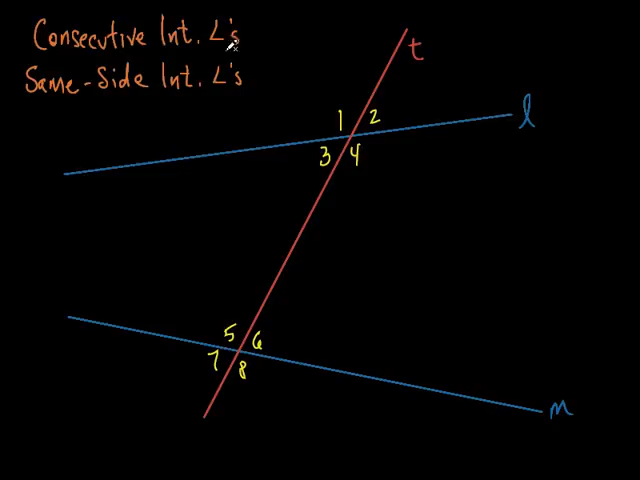 Consecutive Int. ∠'s
Same-Side Int. ∠'s
t
1 2
l
3 4
5 6
7 8
m